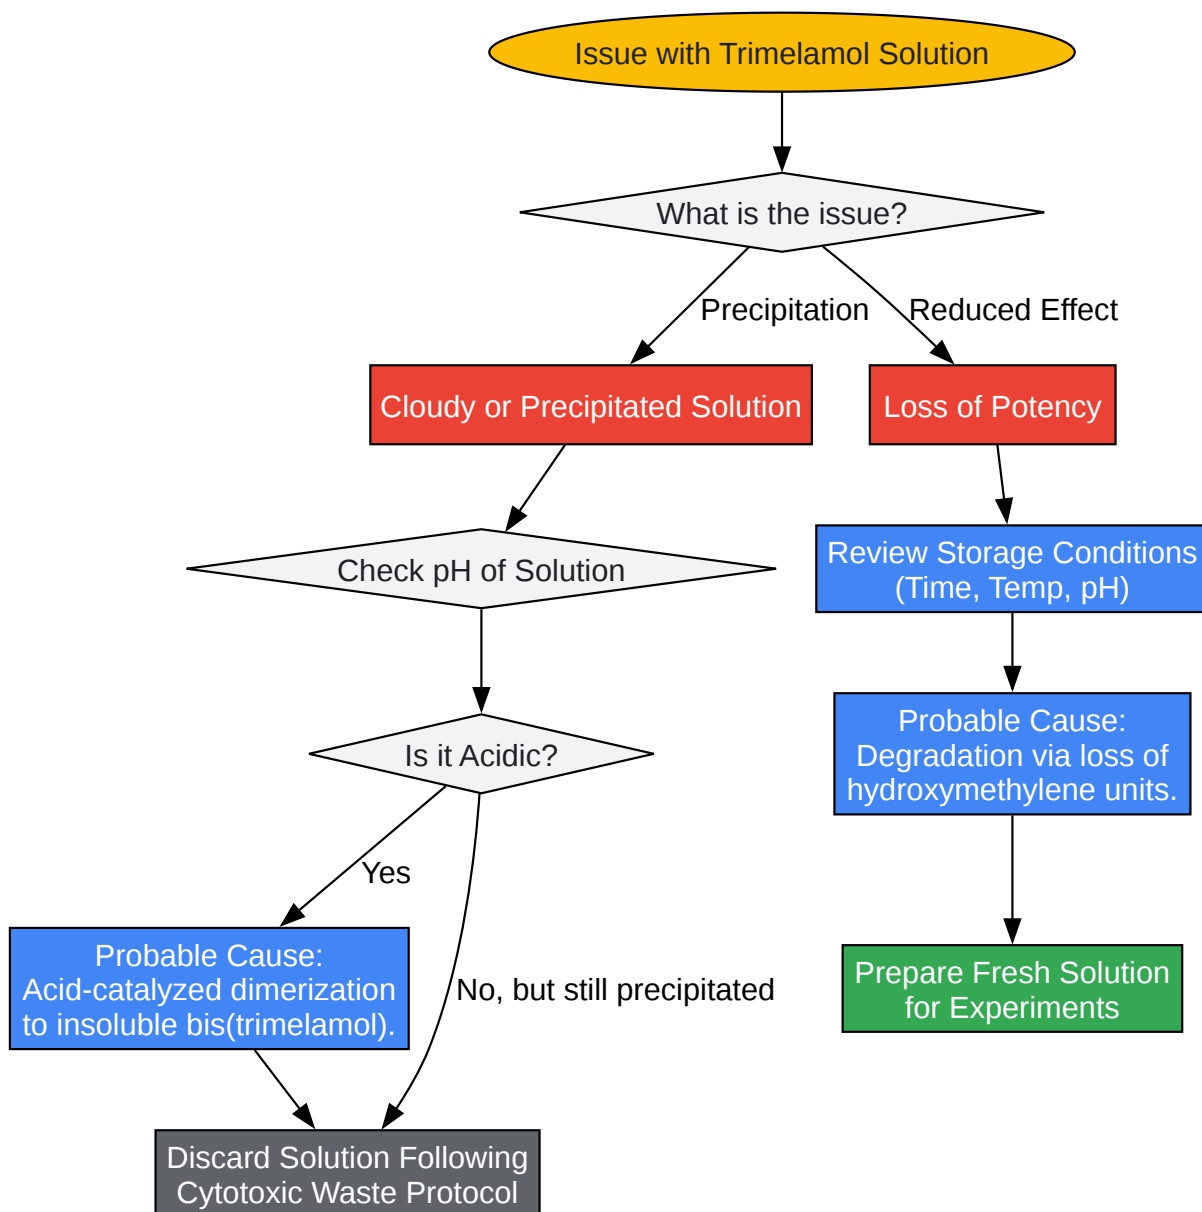 Issue with Trimelamol Solution
What is the issue?
Precipitation
Reduced Effect
Cloudy or Precipitated Solution
Loss of Potency
Review Storage Conditions
(Time, Temp, pH)
Check pH of Solution
Probable Cause:
Degradation via loss of
hydroxymethylene units.
Is it Acidic?
Yes
No, but still precipitated
Probable Cause:
Acid-catalyzed dimerization
to insoluble bis(trimelamol).
Prepare Fresh Solution
for Experiments
Discard Solution Following
Cytotoxic Waste Protocol